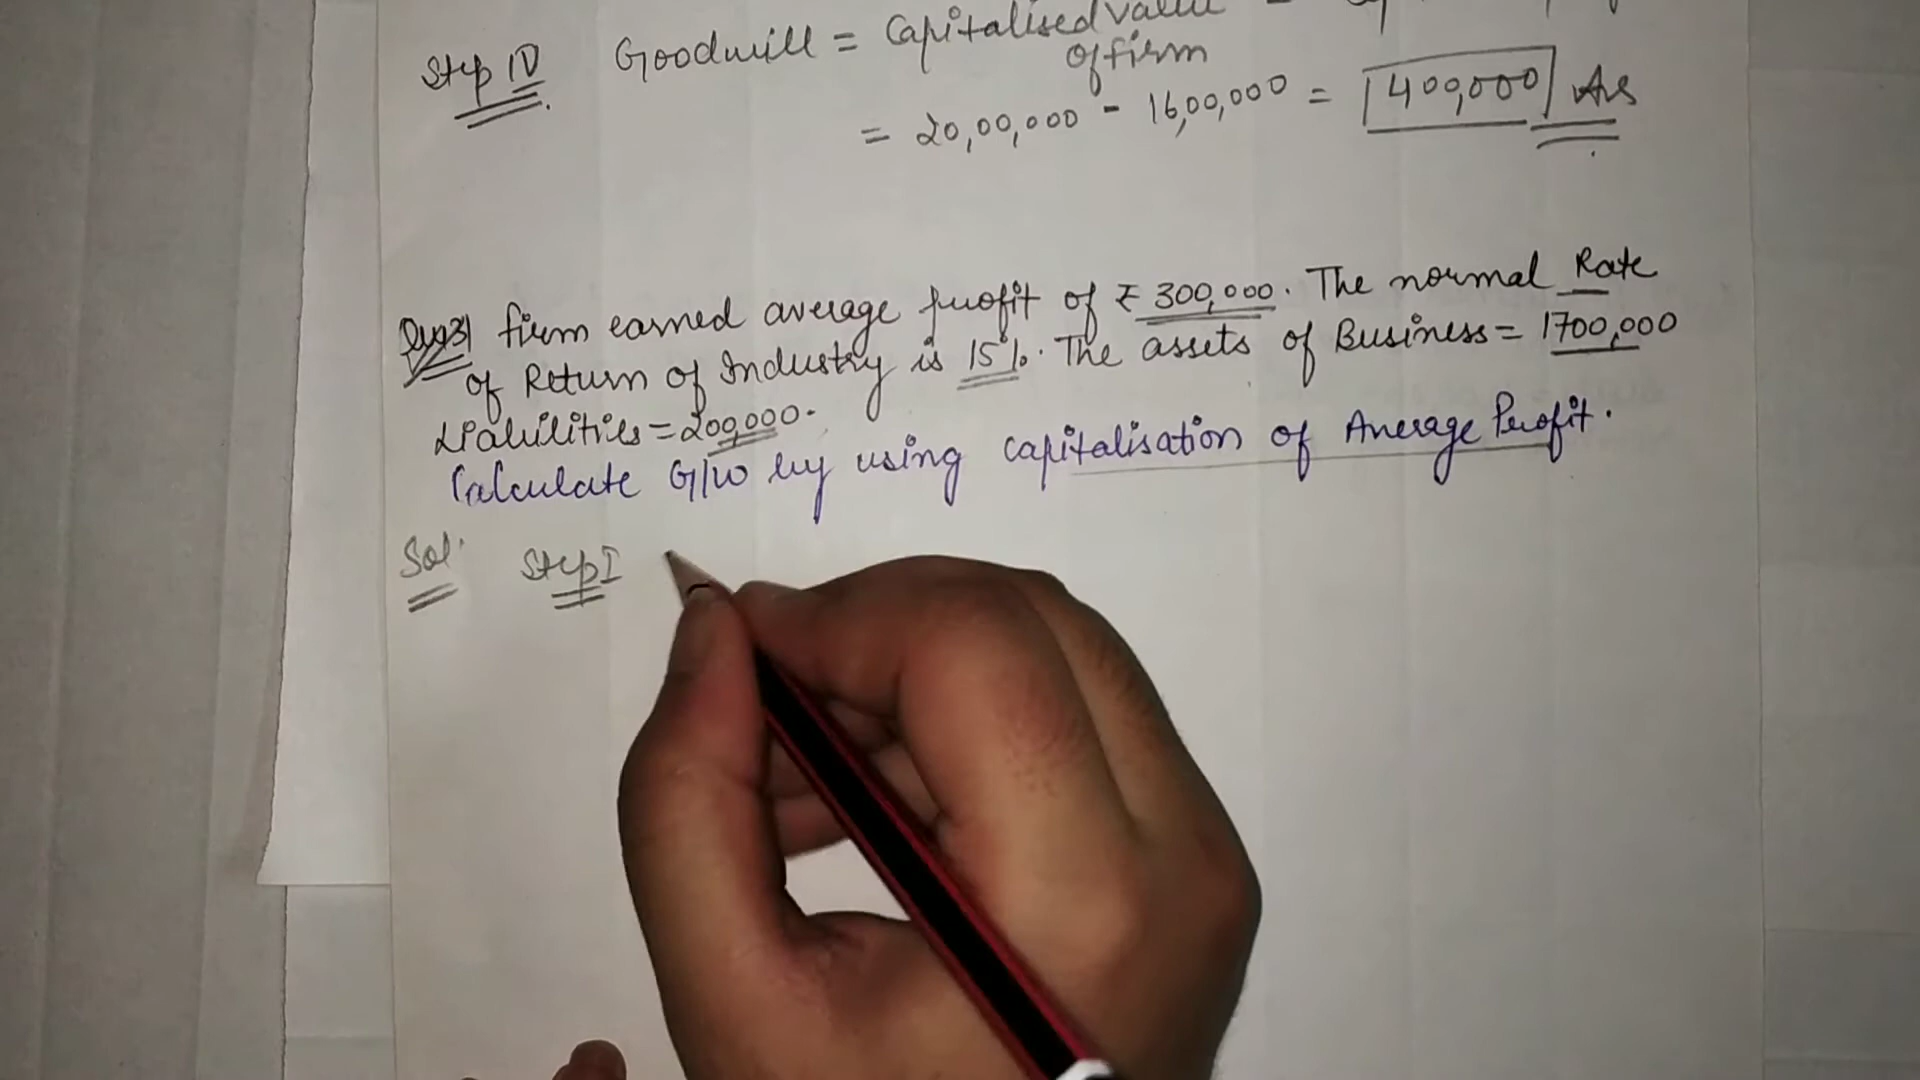 Step IV Goodwill = Capitalised Value
of firm
= 20,00,000 - 16,00,000 = 400,000 Ans
Ques3) firm earned average profit of ₹ 300,000. The normal Rate
of Return of Industry is 15%. The assets of Business = 1700,000
Liabilities = 200,000.
Calculate G/W by using capitalisation of Average Profit.
Sol. Step I